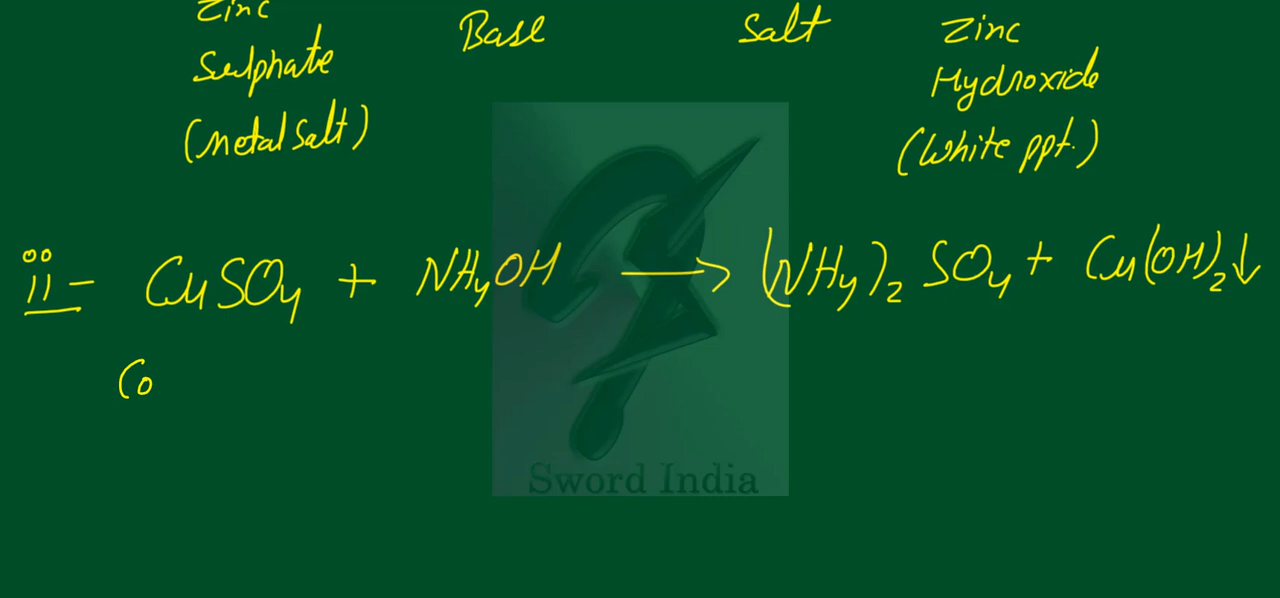 Zinc Sulphate (metal salt)
Base
Salt
Zinc Hydroxide (White ppt.)
ii- CuSO4 + NH4OH → (NH4)2 SO4 + Cu(OH)2↓
Co
Sword India